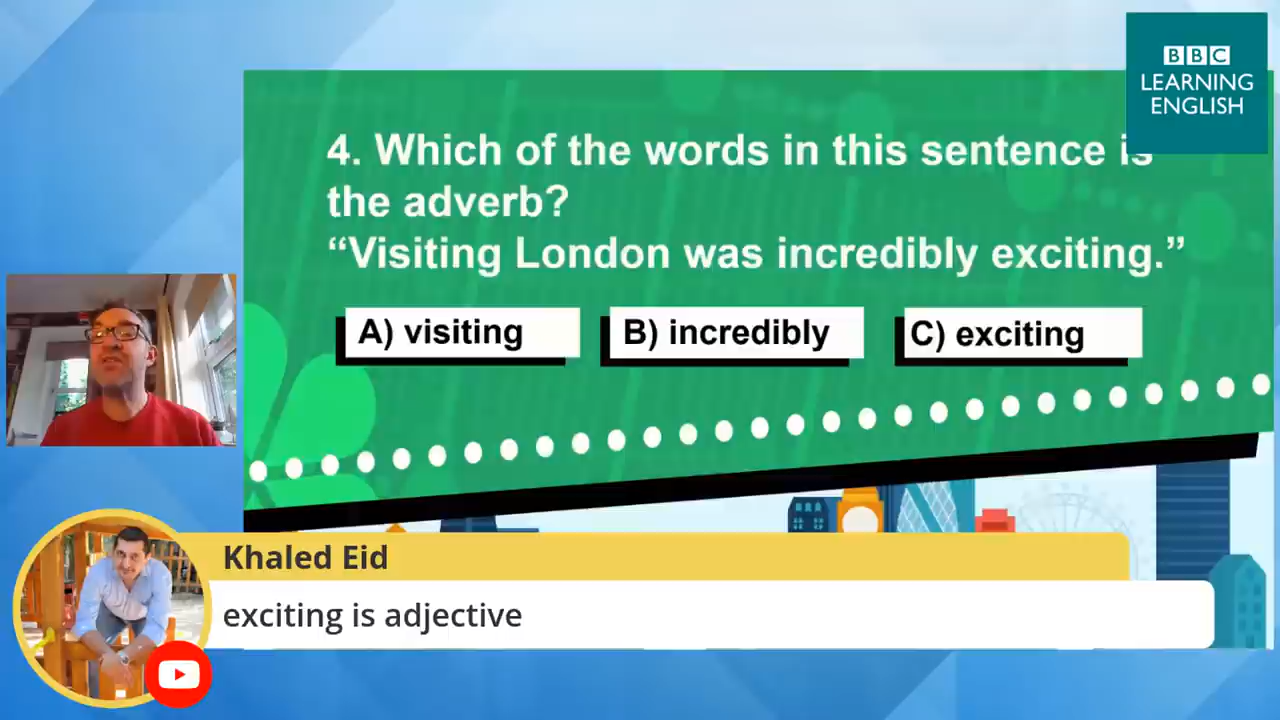 BBC
LEARNING
ENGLISH
4. Which of the words in this sentence is
the adverb?
“Visiting London was incredibly exciting.”
A) visiting
B) incredibly
C) exciting
Khaled Eid
exciting is adjective